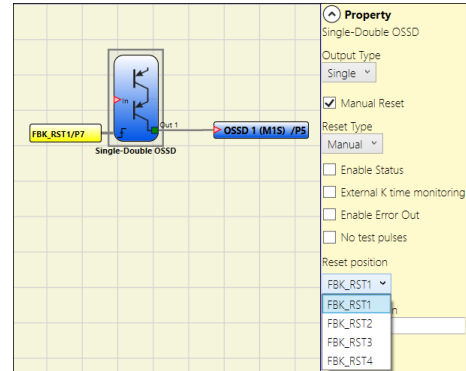 Property
Single-Double OSSD
Output Type
Single
Manual Reset
Reset Type
Manual
Enable Status
External K time monitoring
Enable Error Out
No test pulses
Reset position
FBK_RST1
FBK_RST1
FBK_RST2
FBK_RST3
FBK_RST4
In
Out 1
FBK_RST1/P7
OSSD 1 (M1S) /P5
Single-Double OSSD